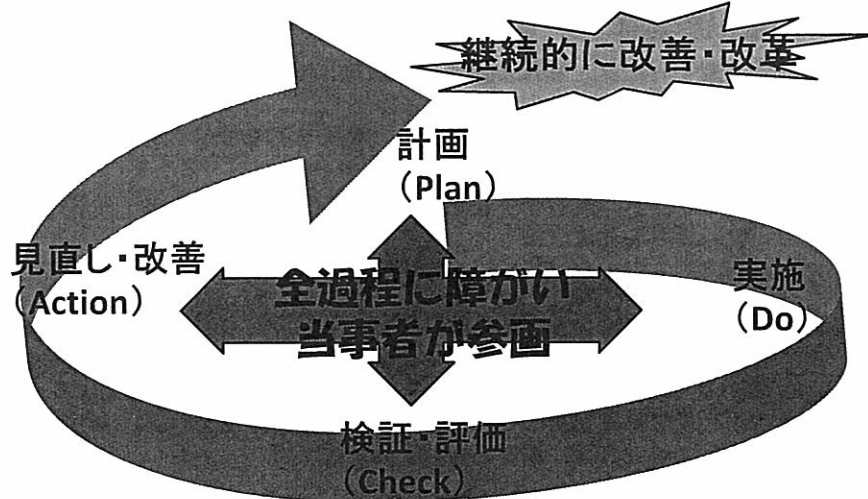 継続的に改善・改革
計画
（Plan）
見直し・改善
（Action）
全過程に障がい
当事者が参画
実施
（Do）
検証・評価
（Check）